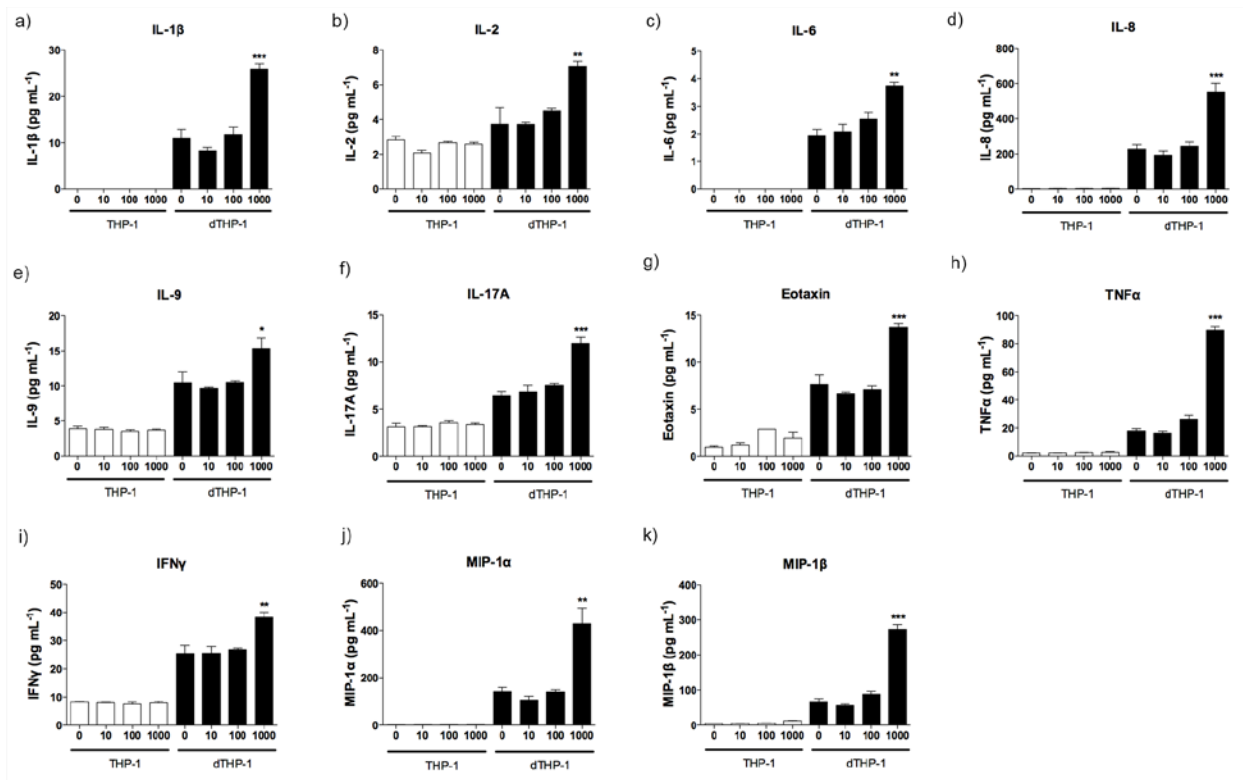 a)
IL-1β
IL-1β (pg mL⁻¹)
30
20
10
0
0 10 100 1000 0 10 100 1000
THP-1 dTHP-1
***
b)
IL-2
IL-2 (pg mL⁻¹)
8
6
4
2
0
0 10 100 1000 0 10 100 1000
THP-1 dTHP-1
**
c)
IL-6
IL-6 (pg mL⁻¹)
5
4
3
2
1
0
0 10 100 1000 0 10 100 1000
THP-1 dTHP-1
**
d)
IL-8
IL-8 (pg mL⁻¹)
800
600
400
200
0
0 10 100 1000 0 10 100 1000
THP-1 dTHP-1
***
e)
IL-9
IL-9 (pg mL⁻¹)
20
15
10
5
0
0 10 100 1000 0 10 100 1000
THP-1 dTHP-1
*
f)
IL-17A
IL-17A (pg mL⁻¹)
15
10
5
0
0 10 100 1000 0 10 100 1000
THP-1 dTHP-1
***
g)
Eotaxin
Eotaxin (pg mL⁻¹)
15
10
5
0
0 10 100 1000 0 10 100 1000
THP-1 dTHP-1
***
h)
TNFα
TNFα (pg mL⁻¹)
100
80
60
40
20
0
0 10 100 1000 0 10 100 1000
THP-1 dTHP-1
***
i)
IFNγ
IFNγ (pg mL⁻¹)
50
40
30
20
10
0
0 10 100 1000 0 10 100 1000
THP-1 dTHP-1
**
j)
MIP-1α
MIP-1α (pg mL⁻¹)
600
400
200
0
0 10 100 1000 0 10 100 1000
THP-1 dTHP-1
**
k)
MIP-1β
MIP-1β (pg mL⁻¹)
400
300
200
100
0
0 10 100 1000 0 10 100 1000
THP-1 dTHP-1
***